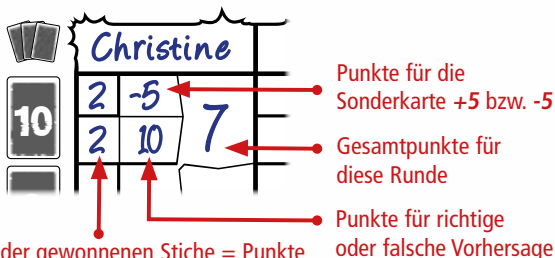 Christine
10
2 -5
2 10
7
Punkte für die
Sonderkarte +5 bzw. -5
Gesamtpunkte für
diese Runde
Punkte für richtige
oder falsche Vorhersage
der gewonnenen Stiche = Punkte